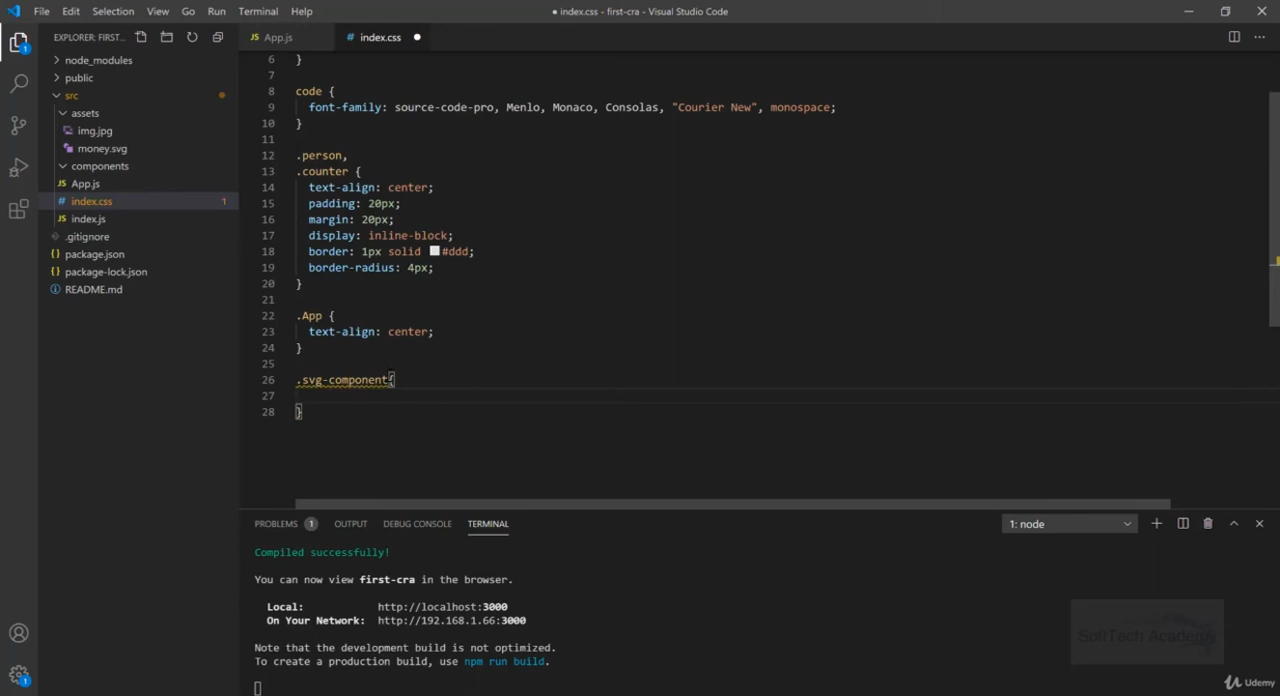 File Edit Selection View Go Run Terminal Help
● index.css - first-cra - Visual Studio Code
EXPLORER: FIRST...
1
node_modules
public
src
assets
img.jpg
money.svg
components
JS App.js
# index.css 1
JS index.js
.gitignore
{} package.json
{} package-lock.json
README.md
JS App.js # index.css ●
6 }
7
8 code {
9 font-family: source-code-pro, Menlo, Monaco, Consolas, "Courier New", monospace;
10 }
11
12 .person,
13 .counter {
14 text-align: center;
15 padding: 20px;
16 margin: 20px;
17 display: inline-block;
18 border: 1px solid #ddd;
19 border-radius: 4px;
20 }
21
22 .App {
23 text-align: center;
24 }
25
26 .svg-component{
27
28 }
PROBLEMS 1 OUTPUT DEBUG CONSOLE TERMINAL 1: node
Compiled successfully!
You can now view first-cra in the browser.
Local: http://localhost:3000
On Your Network: http://192.168.1.66:3000
Note that the development build is not optimized.
To create a production build, use npm run build.
1
SoftTech Academy
Udemy